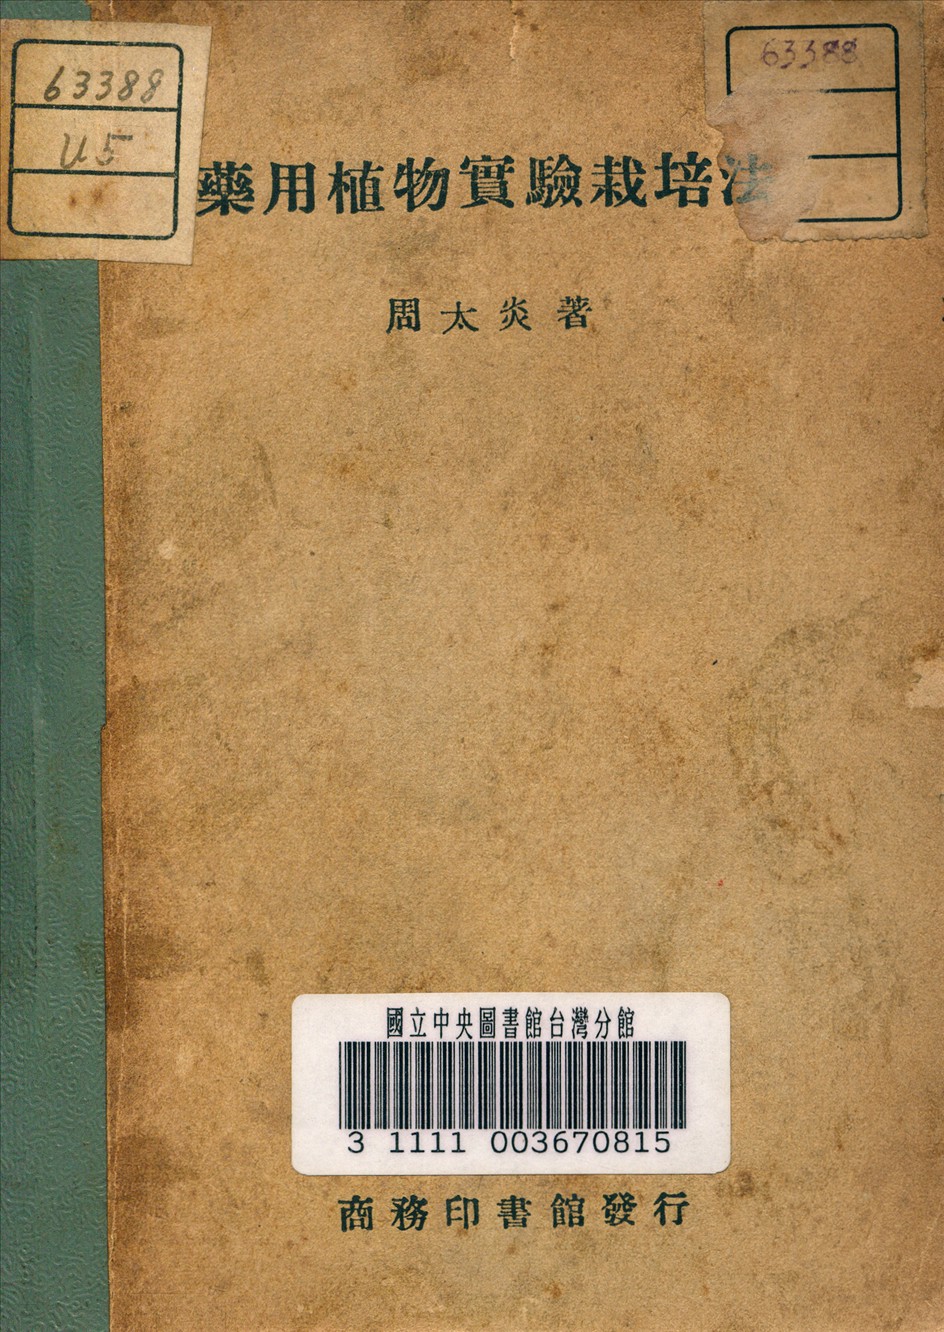 63388
U5
63388
藥用植物實驗栽培法
周太炎著
國立中央圖書館台灣分館
3 1111 003670815
商務印書館發行